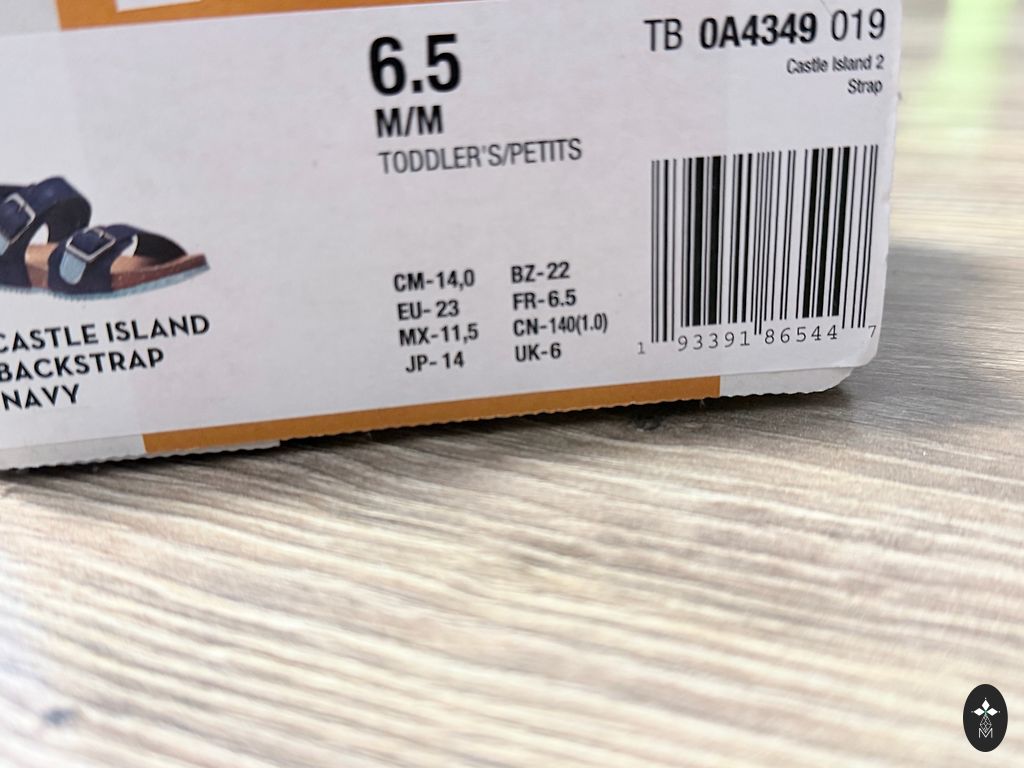 6.5
M/M
TODDLER'S/PETITS
TB 0A4349 019
Castle Island 2
Strap
CASTLE ISLAND
BACKSTRAP
NAVY
CM-14,0 BZ-22
EU- 23 FR-6.5
MX-11,5 CN-140(1.0)
JP- 14 UK-6
1 93391 86544 7
M